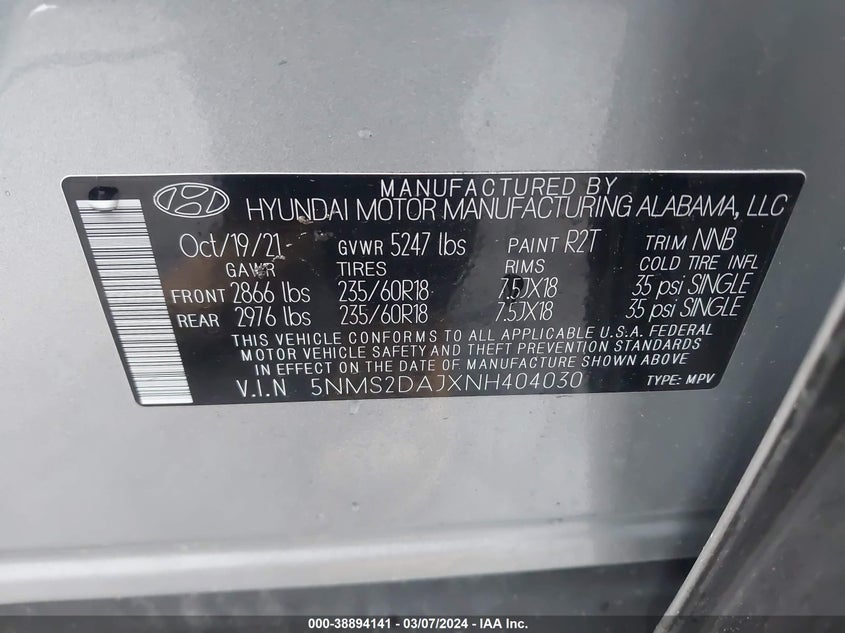 MANUFACTURED BY
HYUNDAI MOTOR MANUFACTURING ALABAMA, LLC
Oct/19/21 GVWR 5247 lbs PAINT R2T TRIM NNB
GAWR TIRES RIMS COLD TIRE INFL
FRONT 2866 lbs 235/60R18 7.5JX18 35 psi SINGLE
REAR 2976 lbs 235/60R18 7.5JX18 35 psi SINGLE
THIS VEHICLE CONFORMS TO ALL APPLICABLE U.S.A. FEDERAL
MOTOR VEHICLE SAFETY AND THEFT PREVENTION STANDARDS
IN EFFECT ON THE DATE OF MANUFACTURE SHOWN ABOVE
V.I.N 5NMS2DAJXNH404030 TYPE: MPV
000-38894141 - 03/07/2024 - IAA Inc.